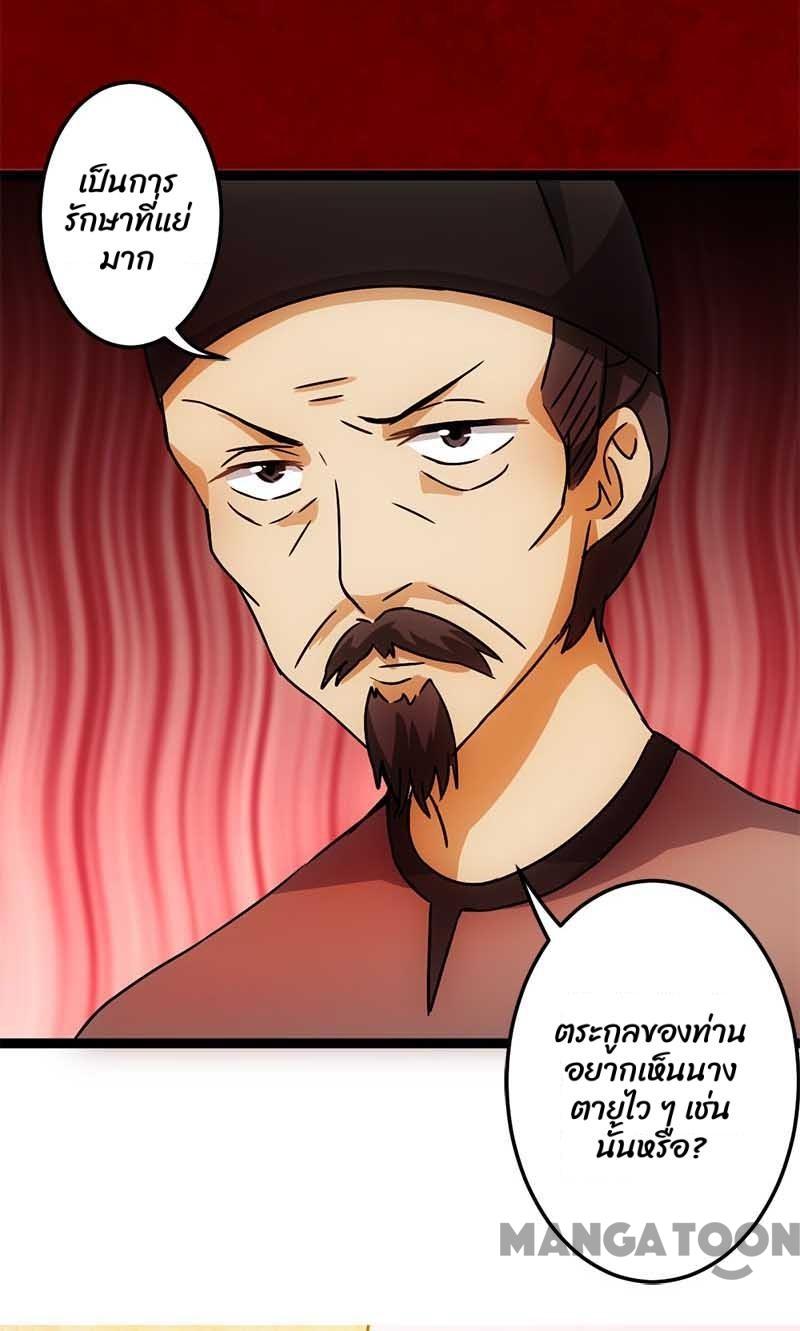 เป็นการ
รักษาที่แย่
มาก
ตระกูลของท่าน
อยากเห็นนาง
ตายไว ๆ เช่น
นั้นหรือ?
MANGATOON